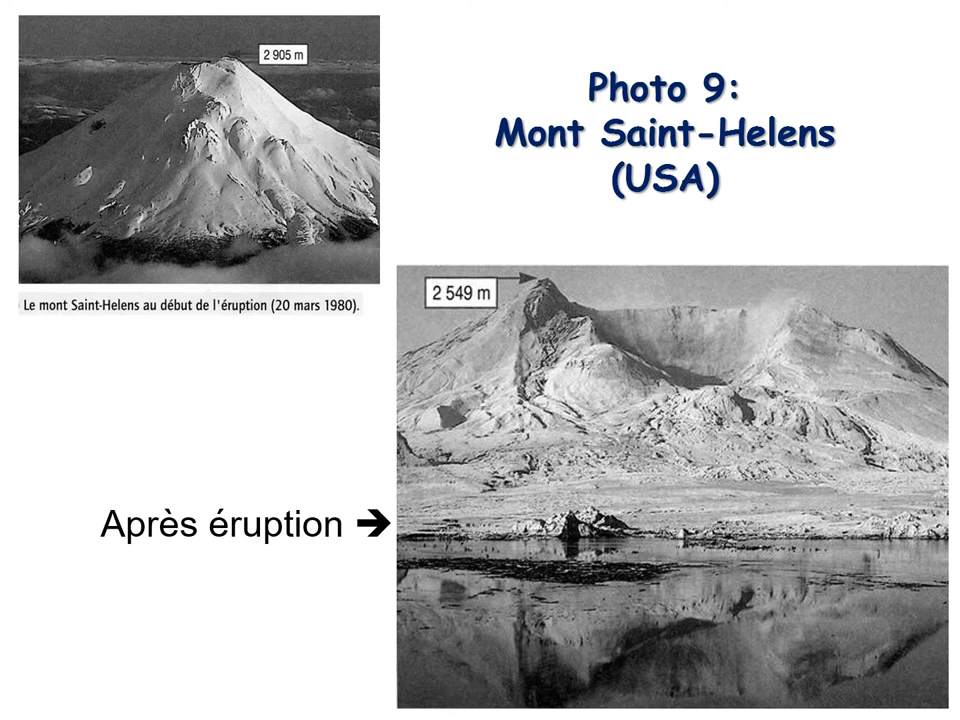 2 905 m
Photo 9:
Mont Saint-Helens
(USA)
Le mont Saint-Helens au début de l'éruption (20 mars 1980).
2 549 m
Après éruption ➔